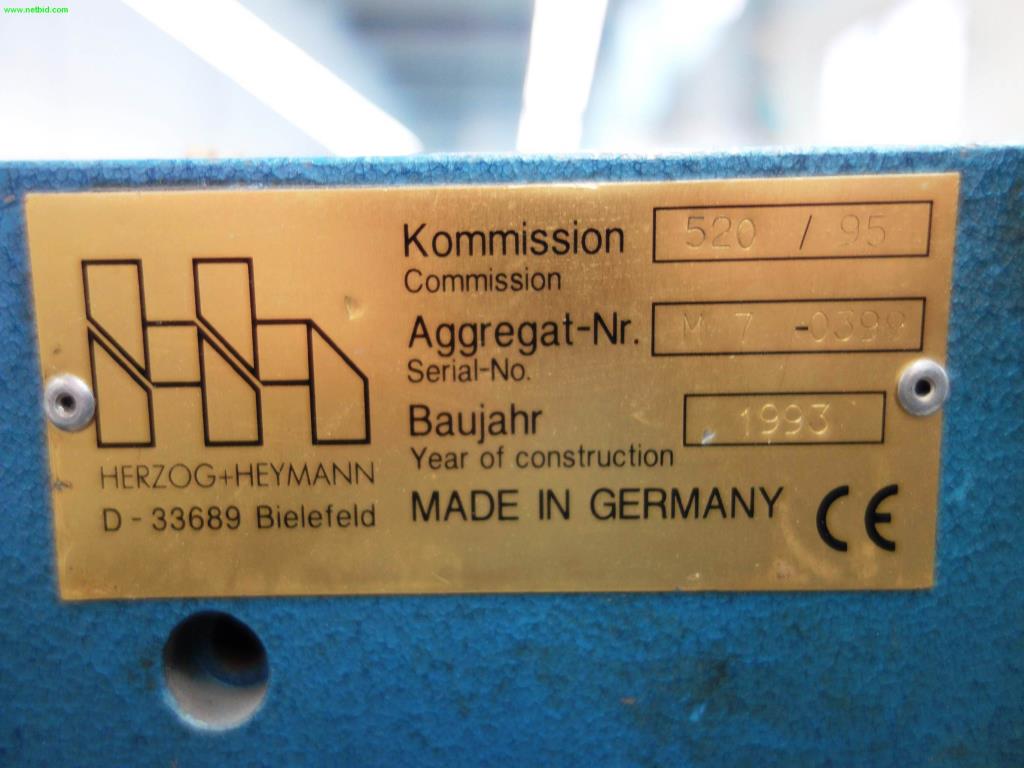 www.netbid.com
Kommission 520 / 95
Commission
Aggregat-Nr. M 7 -0399
Serial-No.
Baujahr 1993
Year of construction
MADE IN GERMANY CE
HERZOG+HEYMANN
D - 33689 Bielefeld